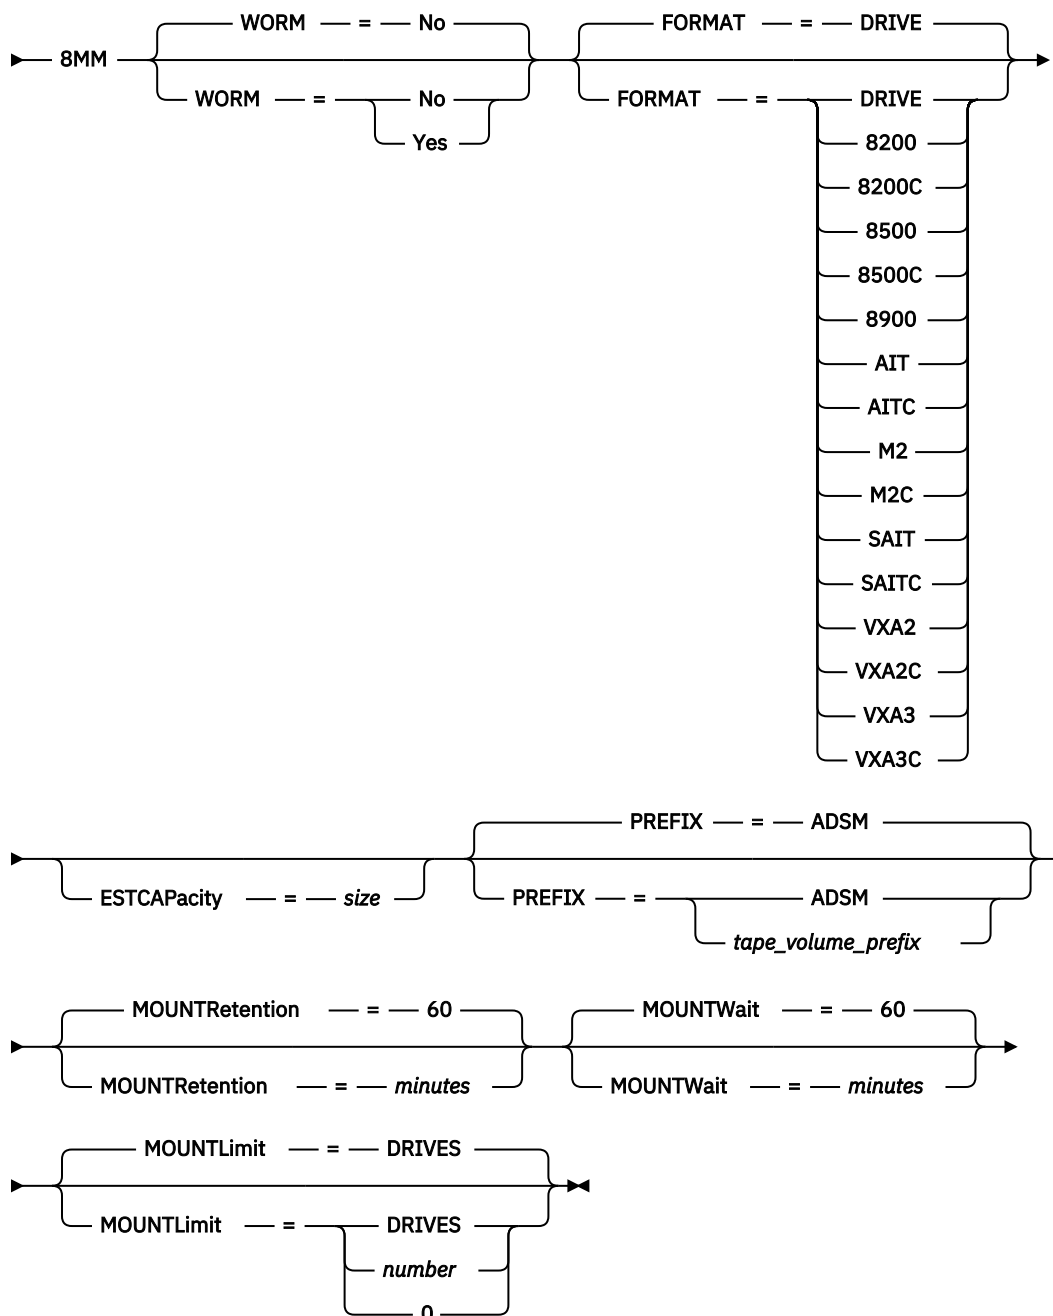 WORM = No FORMAT = DRIVE
8MM
WORM = No FORMAT = DRIVE
Yes 8200
8200C
8500
8500C
8900
AIT
AITC
M2
M2C
SAIT
SAITC
VXA2
VXA2C
VXA3
VXA3C
PREFIX = ADSM
ESTCAPacity = size PREFIX = ADSM
tape_volume_prefix
MOUNTRetention = 60 MOUNTWait = 60
MOUNTRetention = minutes MOUNTWait = minutes
MOUNTLimit = DRIVES
MOUNTLimit = DRIVES
number
0